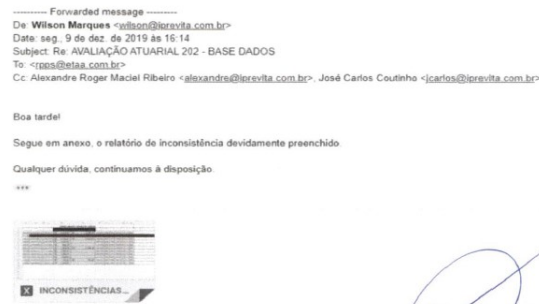 ---------- Forwarded message ---------
De: Wilson Marques <wilson@iprevita.com.br>
Date: seg., 9 de dez. de 2019 às 16:14
Subject: Re: AVALIAÇÃO ATUARIAL 202 - BASE DADOS
To: <rpps@etaa.com.br>
Cc: Alexandre Roger Maciel Ribeiro <alexandre@iprevita.com.br>, José Carlos Coutinho <jcarlos@iprevita.com.br>
Boa tarde!
Segue em anexo, o relatório de inconsistência devidamente preenchido.
Qualquer dúvida, continuamos à disposição.
***
X INCONSISTÊNCIAS...